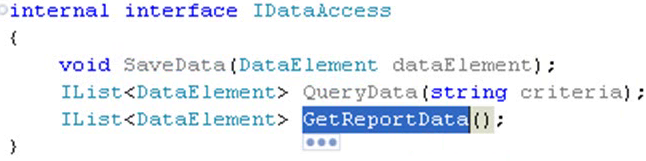 internal interface IDataAccess
{
    void SaveData(DataElement dataElement);
    IList<DataElement> QueryData(string criteria);
    IList<DataElement> GetReportData();
}